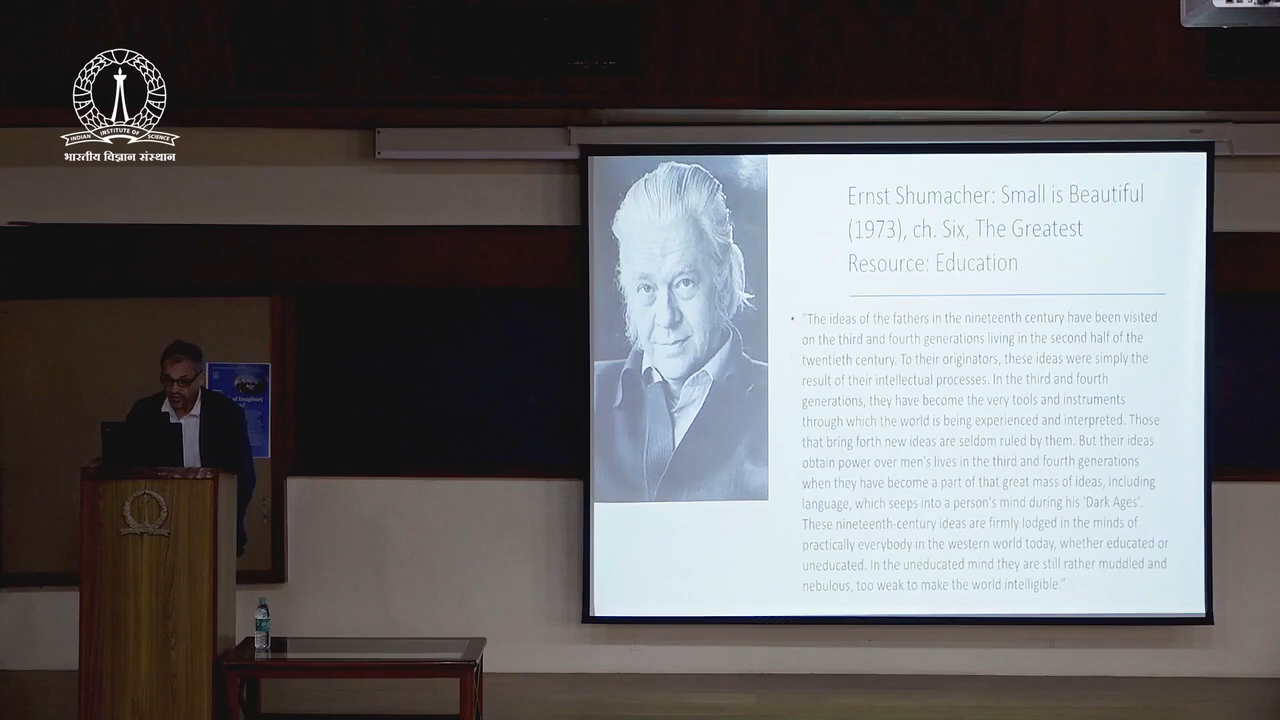 INDIAN INSTITUTE OF SCIENCE
भारतीय विज्ञान संस्थान
Ernst Shumacher: Small is Beautiful
(1973), ch. Six, The Greatest
Resource: Education
• "The ideas of the fathers in the nineteenth century have been visited
on the third and fourth generations living in the second half of the
twentieth century. To their originators, these ideas were simply the
result of their intellectual processes. In the third and fourth
generations, they have become the very tools and instruments
through which the world is being experienced and interpreted. Those
that bring forth new ideas are seldom ruled by them. But their ideas
obtain power over men's lives in the third and fourth generations
when they have become a part of that great mass of ideas, including
language, which seeps into a person's mind during his 'Dark Ages'.
These nineteenth-century ideas are firmly lodged in the minds of
practically everybody in the western world today, whether educated or
uneducated. In the uneducated mind they are still rather muddled and
nebulous, too weak to make the world intelligible."
of Imaginary